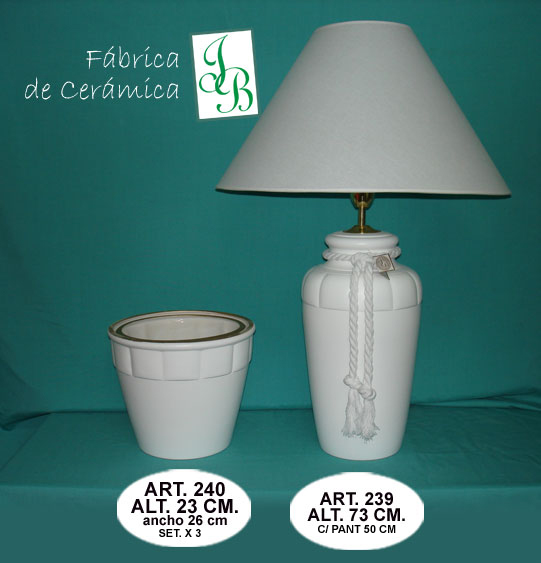 Fábrica
de Cerámica
JB
ART. 240
ALT. 23 CM.
ancho 26 cm
SET. X 3
ART. 239
ALT. 73 CM.
C/ PANT 50 CM